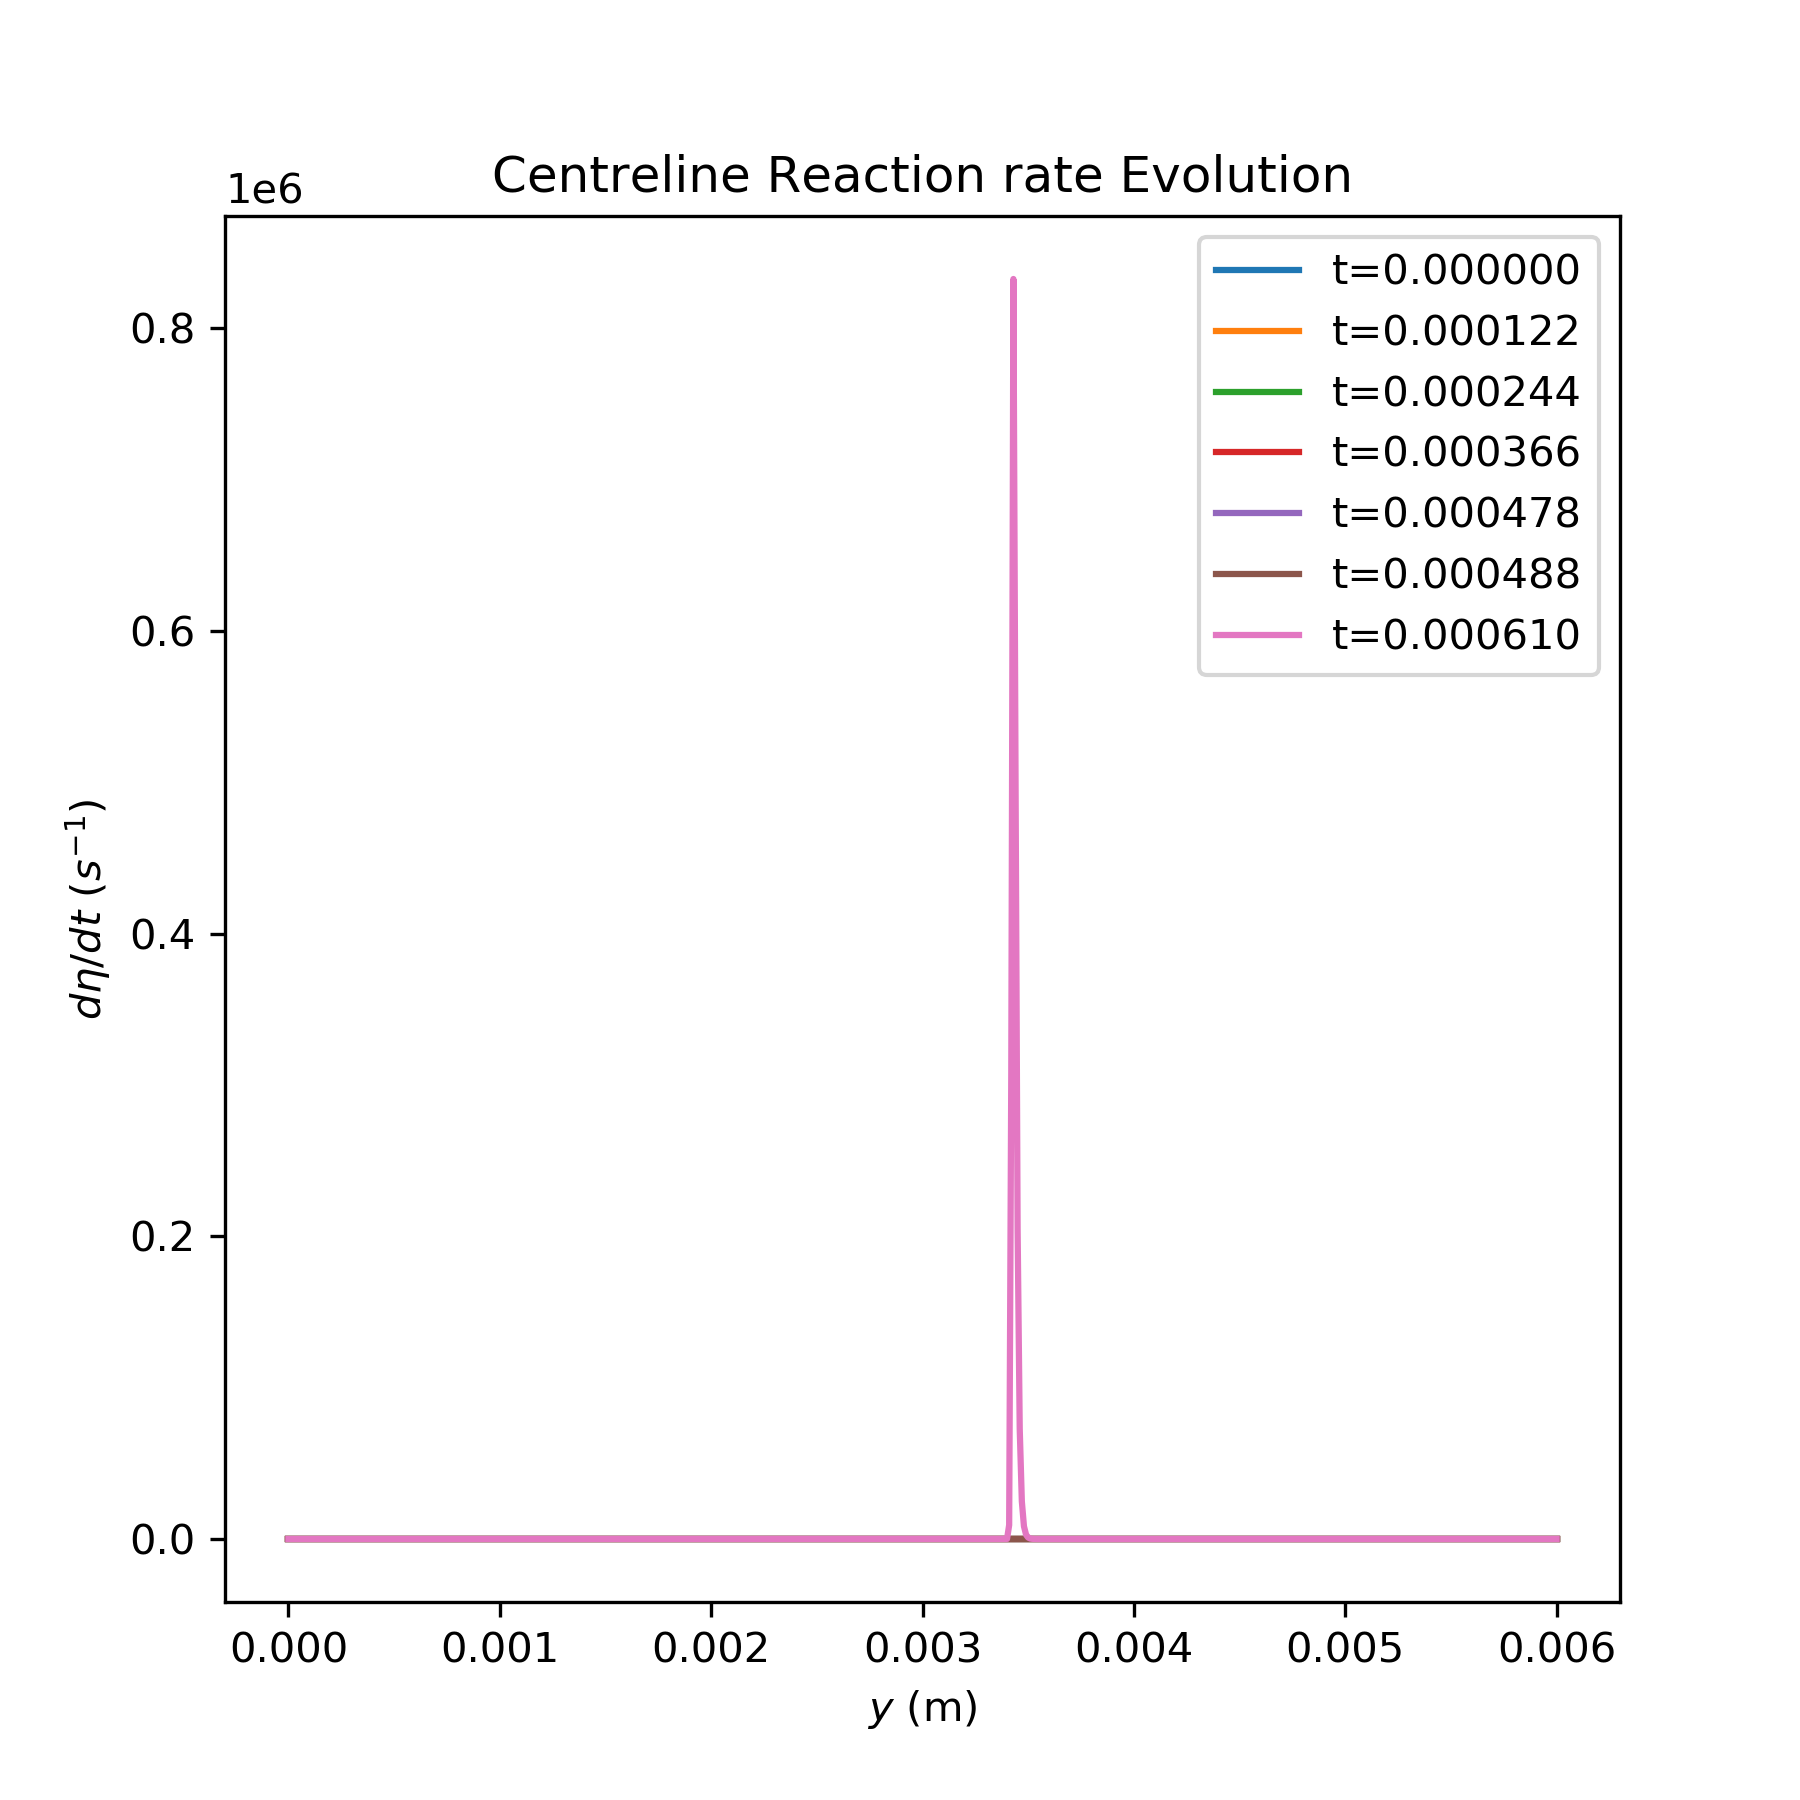 Centreline Reaction rate Evolution
1e6
t=0.000000
t=0.000122
t=0.000244
t=0.000366
t=0.000478
t=0.000488
t=0.000610
0.8
0.6
0.4
0.2
0.0
dη/dt (s⁻¹)
0.000 0.001 0.002 0.003 0.004 0.005 0.006
y (m)